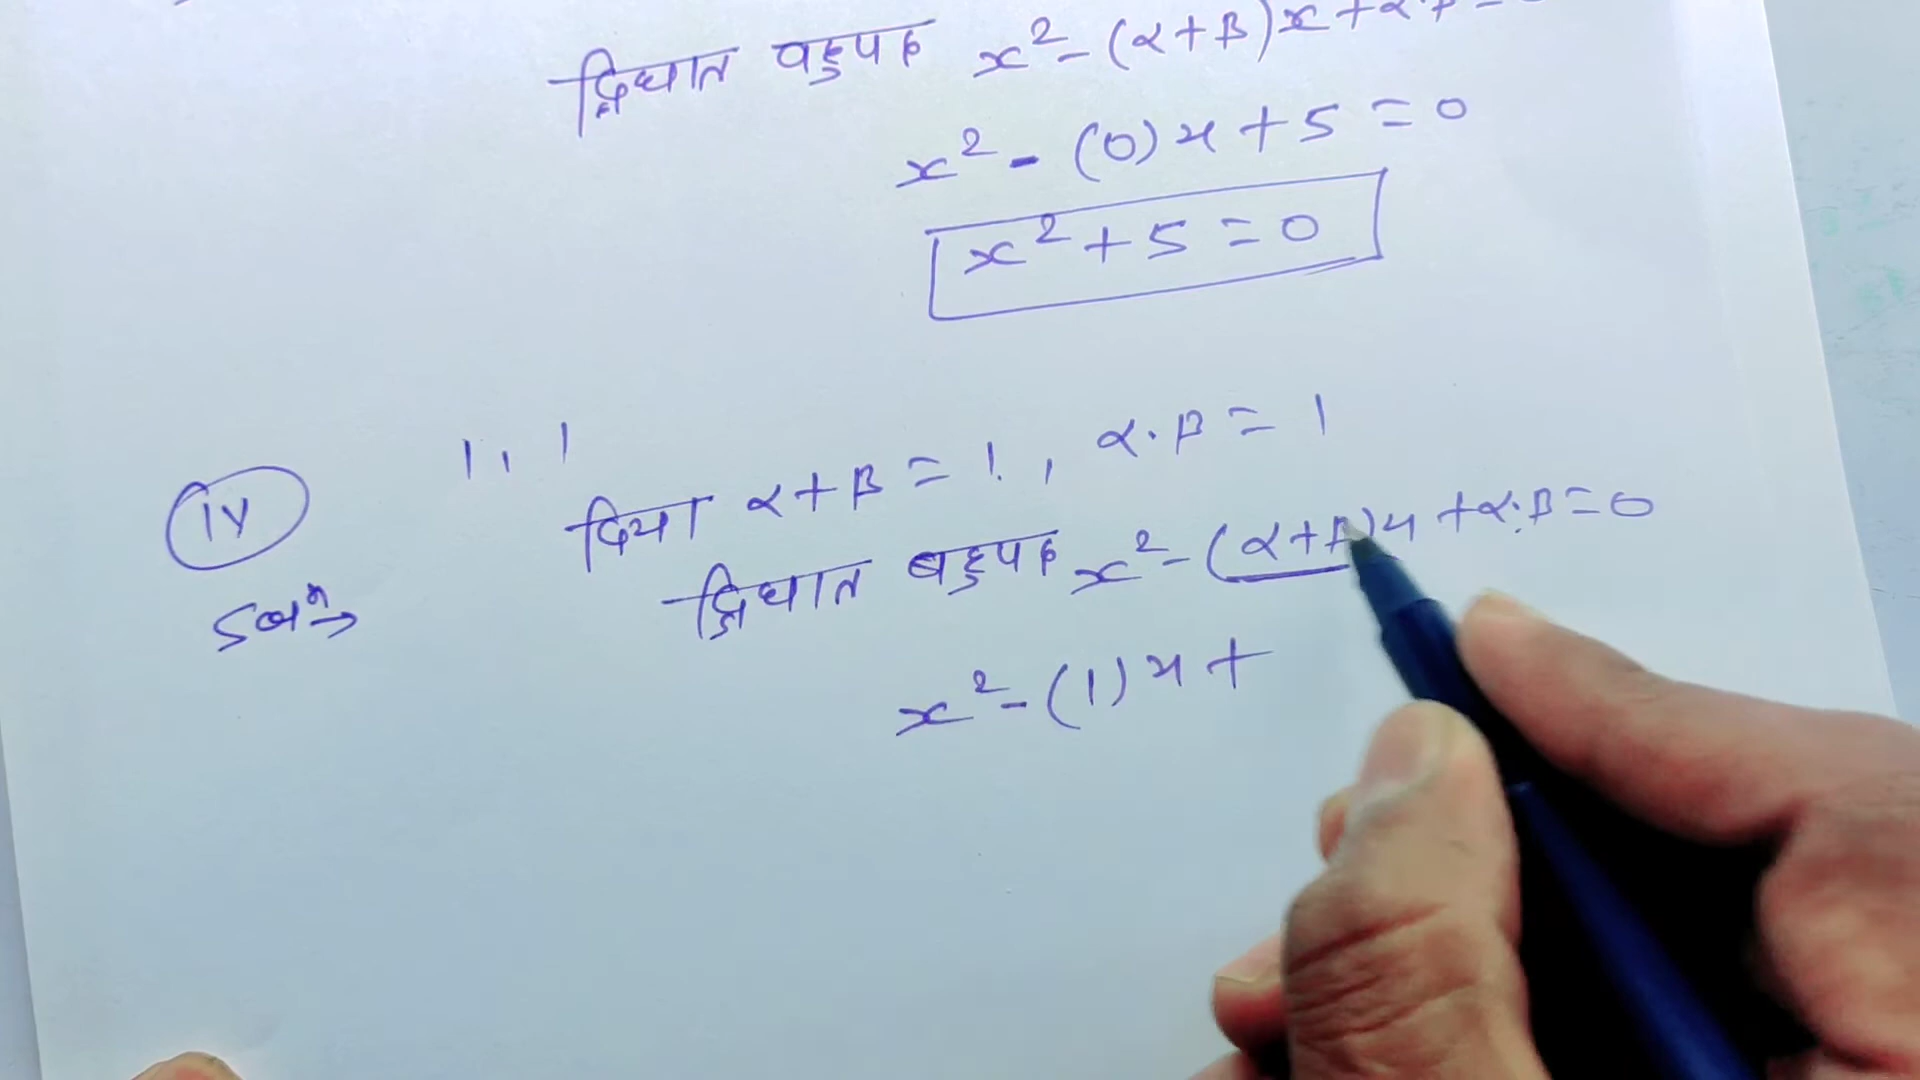 द्विघात बहुपद x² - (α+β)x + α.β = 0
x² - (0)x + 5 = 0
x² + 5 = 0
(iv) 1, 1
दिया α+β = 1, α.β = 1
द्विघात बहुपद x² - (α+β)x + α.β = 0
Solⁿ→
x² - (1)x +